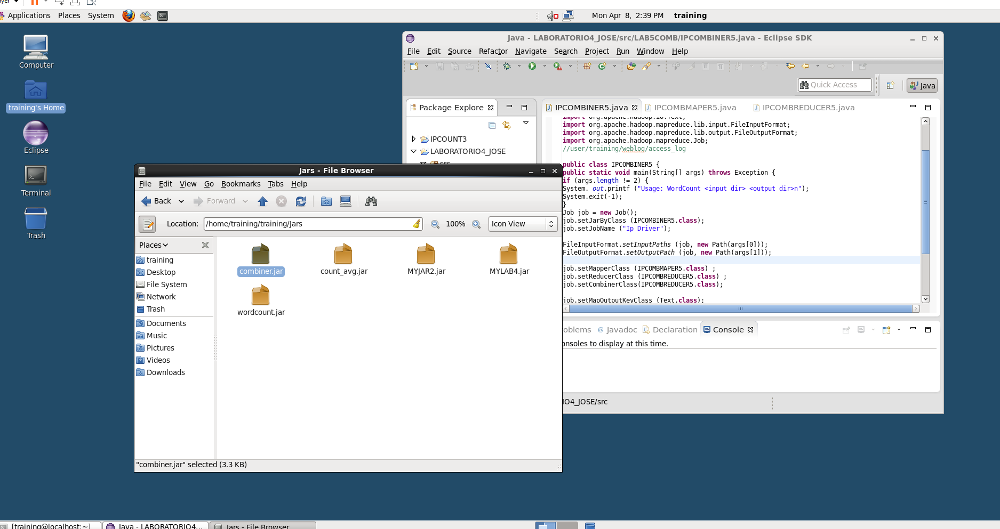 Applications Places System Mon Apr 8, 2:39 PM training
Computer
training's Home
Eclipse
Terminal
Trash
Java - LABORATORIO4_JOSE/src/LAB5COMB/IPCOMBINER5.java - Eclipse SDK
File Edit Source Refactor Navigate Search Project Run Window Help
Quick Access Java
Package Explore IPCOMBINER5.java IPCOMBMAPER5.java IPCOMBREDUCER5.java
IPCOUNT3
LABORATORIO4_JOSE
src
import org.apache.hadoop.io.Text;
import org.apache.hadoop.mapreduce.lib.input.FileInputFormat;
import org.apache.hadoop.mapreduce.lib.output.FileOutputFormat;
import org.apache.hadoop.mapreduce.Job;
//user/training/weblog/access_log
public class IPCOMBINER5 {
public static void main(String[] args) throws Exception {
if (args.length != 2) {
System. out.printf ("Usage: WordCount <input dir> <output dir>n");
System.exit(-1);
}
Job job = new Job();
job.setJarByClass (IPCOMBINER5.class);
job.setJobName ("Ip Driver");
FileInputFormat.setInputPaths (job, new Path(args[0]));
FileOutputFormat.setOutputPath (job, new Path(args[1]));
job.setMapperClass (IPCOMBMAPER5.class) ;
job.setReducerClass (IPCOMBREDUCER5.class) ;
job.setCombinerClass(IPCOMBREDUCER5.class);
job.setMapOutputKeyClass (Text.class);
oblems @ Javadoc Declaration Console
onsoles to display at this time.
IO4_JOSE/src
Jars - File Browser
File Edit View Go Bookmarks Tabs Help
Back Forward
Location: /home/training/training/Jars 100% Icon View
Places
training
Desktop
File System
Network
Trash
Documents
Music
Pictures
Videos
Downloads
combiner.jar count_avg.jar MYJAR2.jar MYLAB4.jar
wordcount.jar
"combiner.jar" selected (3.3 KB)
[training@localhost:~] Java - LABORATORIO4... Jars - File Browser